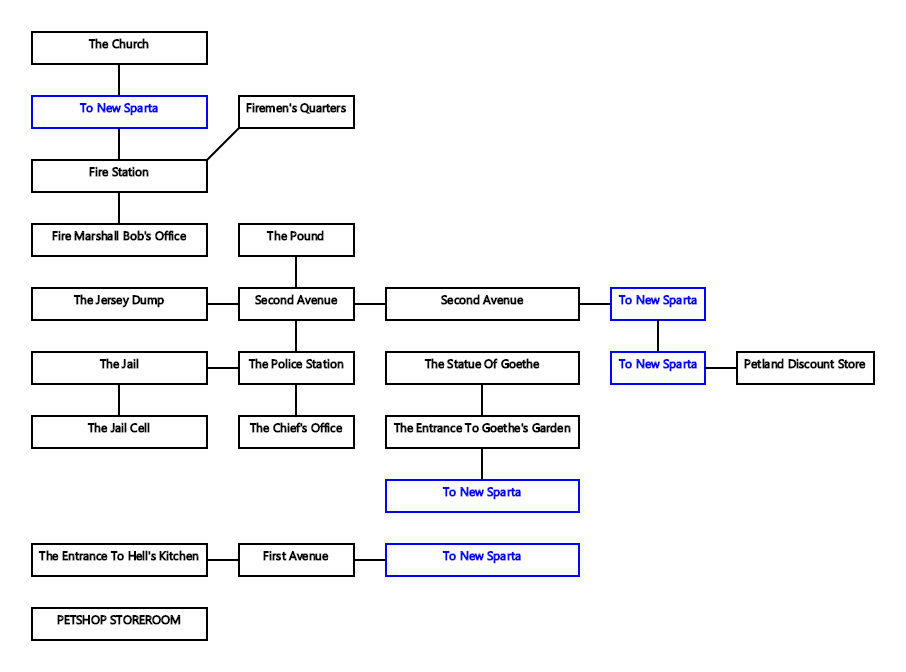 The Church
To New Sparta
Firemen's Quarters
Fire Station
Fire Marshall Bob's Office
The Pound
The Jersey Dump
Second Avenue
Second Avenue
To New Sparta
The Jail
The Police Station
The Statue Of Goethe
To New Sparta
Petland Discount Store
The Jail Cell
The Chief's Office
The Entrance To Goethe's Garden
To New Sparta
The Entrance To Hell's Kitchen
First Avenue
To New Sparta
PETSHOP STOREROOM